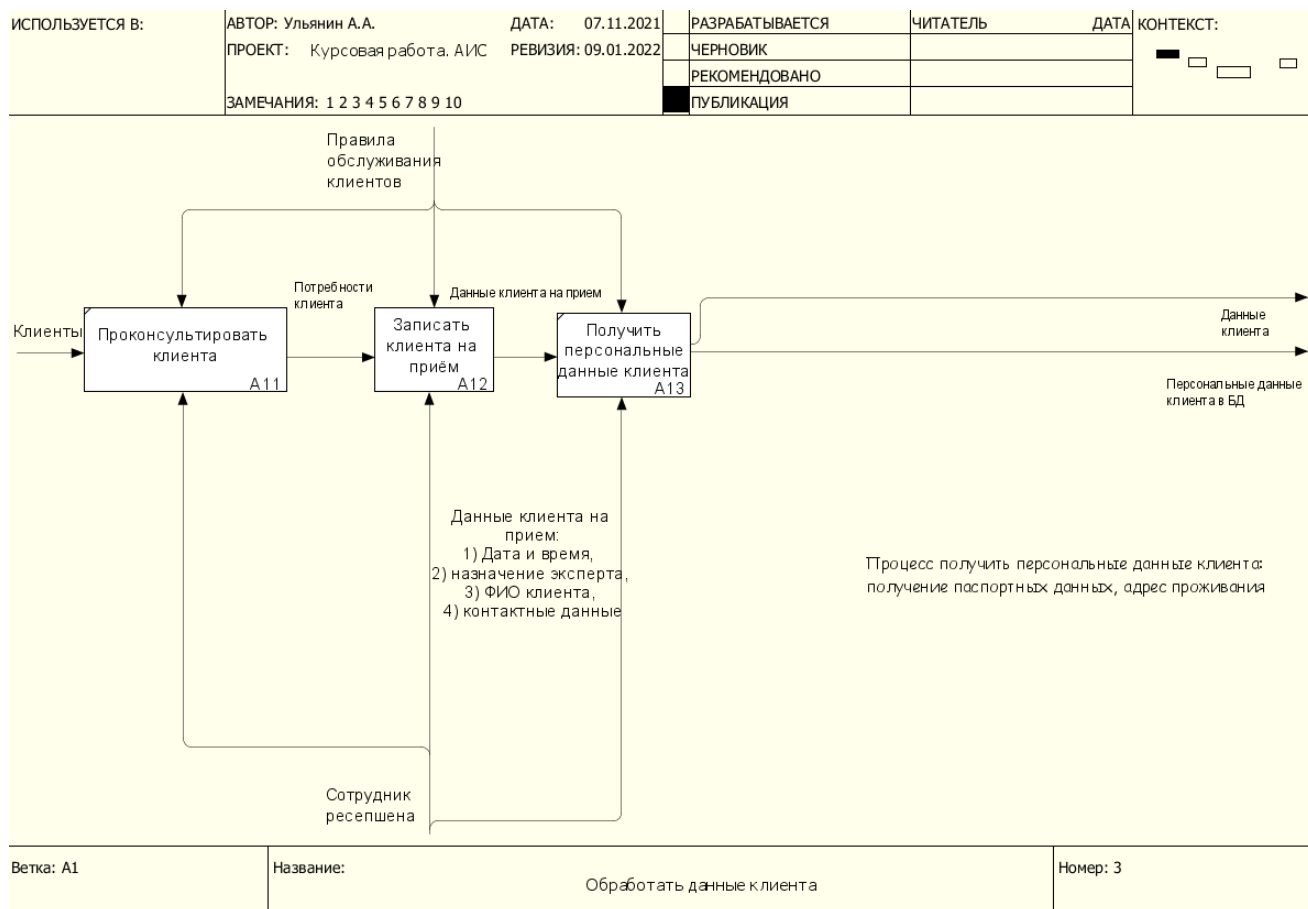 ИСПОЛЬЗУЕТСЯ В:
АВТОР: Ульянин А.А.
ДАТА: 07.11.2021
ПРОЕКТ: Курсовая работа. АИС
РЕВИЗИЯ: 09.01.2022
ЗАМЕЧАНИЯ: 1 2 3 4 5 6 7 8 9 10
РАЗРАБАТЫВАЕТСЯ
ЧЕРНОВИК
РЕКОМЕНДОВАНО
ПУБЛИКАЦИЯ
ЧИТАТЕЛЬ
ДАТА
КОНТЕКСТ:
Правила
обслуживания
клиентов
Клиенты
Проконсультировать
клиента
A11
Потребности
клиента
Записать
клиента на
приём
A12
Данные клиента на прием
Получить
персональные
данные клиента
A13
Данные
клиента
Персональные данные
клиента в БД
Данные клиента на
прием:
1) Дата и время,
2) назначение эксперта,
3) ФИО клиента,
4) контактные данные
Процесс получить персональные данные клиента:
получение паспортных данных, адрес проживания
Сотрудник
ресепшена
Ветка: A1
Название:
Обработать данные клиента
Номер: 3